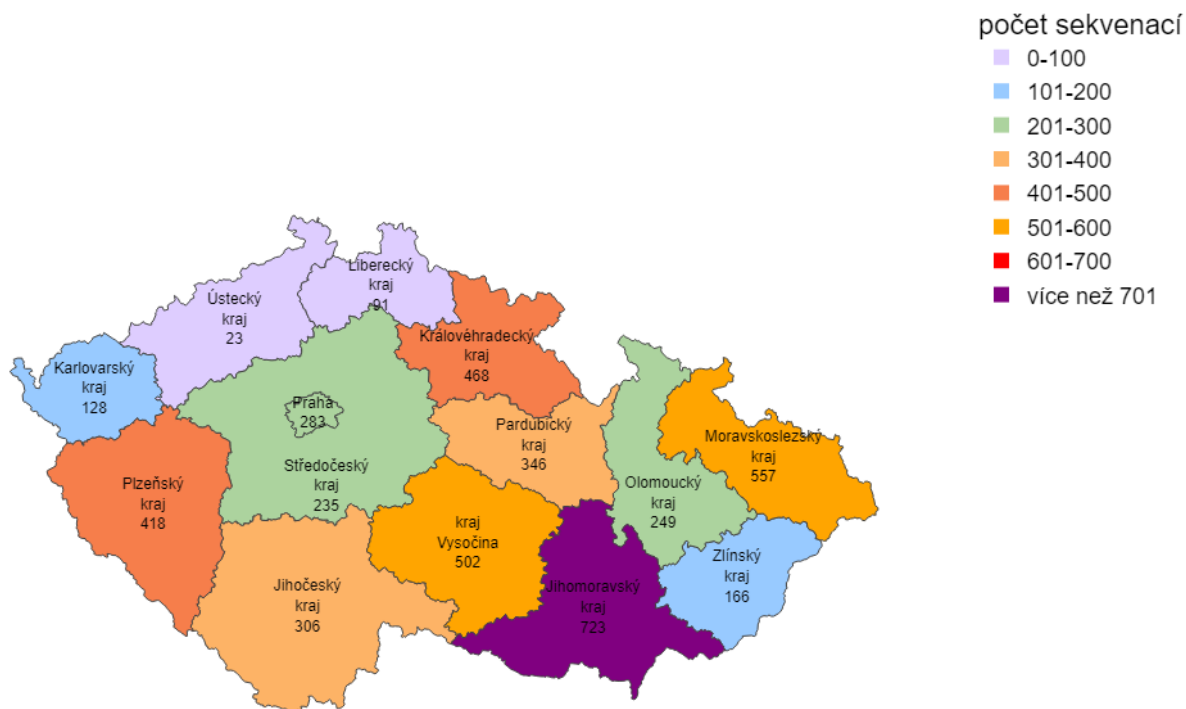 počet sekvenací
0-100
101-200
201-300
301-400
401-500
501-600
601-700
více než 701
Liberecký
kraj
91
Ústecký
kraj
23
Královéhradecký
kraj
468
Karlovarský
kraj
128
Praha
283
Pardubický
kraj
346
Moravskoslezský
kraj
557
Středočeský
kraj
235
Plzeňský
kraj
418
Olomoucký
kraj
249
kraj
Vysočina
502
Zlínský
kraj
166
Jihočeský
kraj
306
Jihomoravský
kraj
723